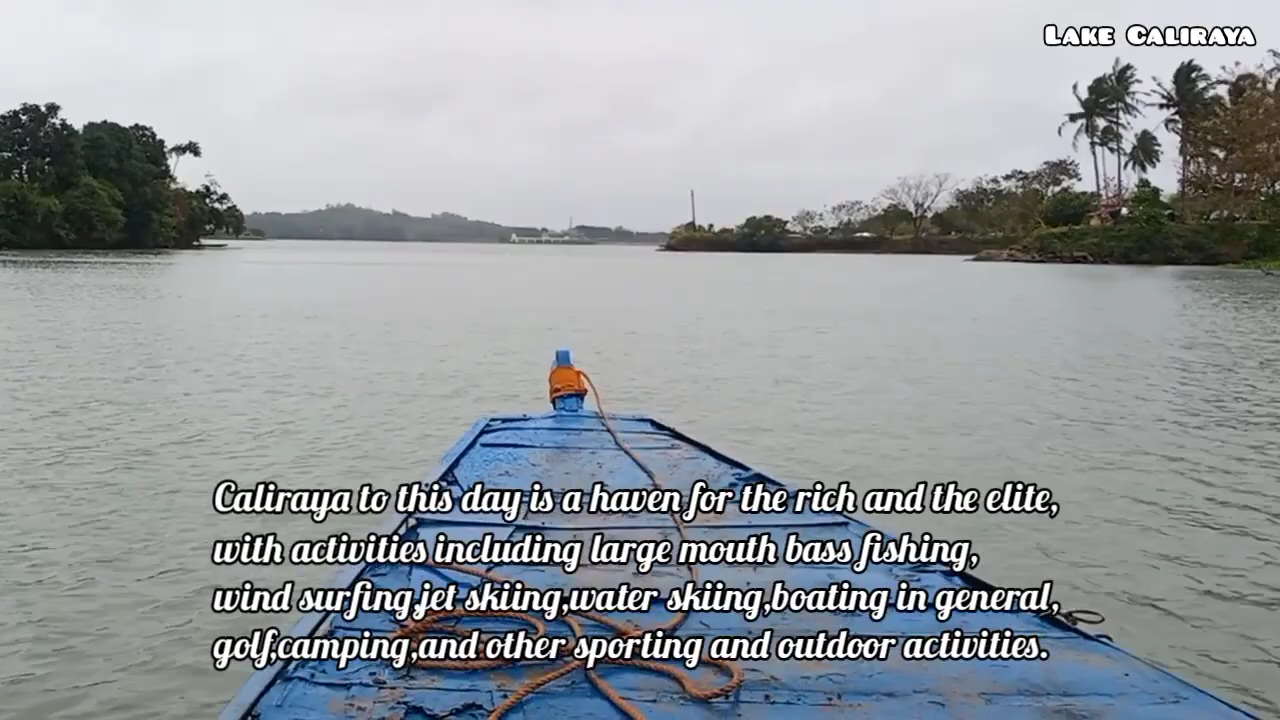 LAKE CALIRAYA
Caliraya to this day is a haven for the rich and the elite,
with activities including large mouth bass fishing,
wind surfing,jet skiing,water skiing,boating in general,
golf,camping,and other sporting and outdoor activities.